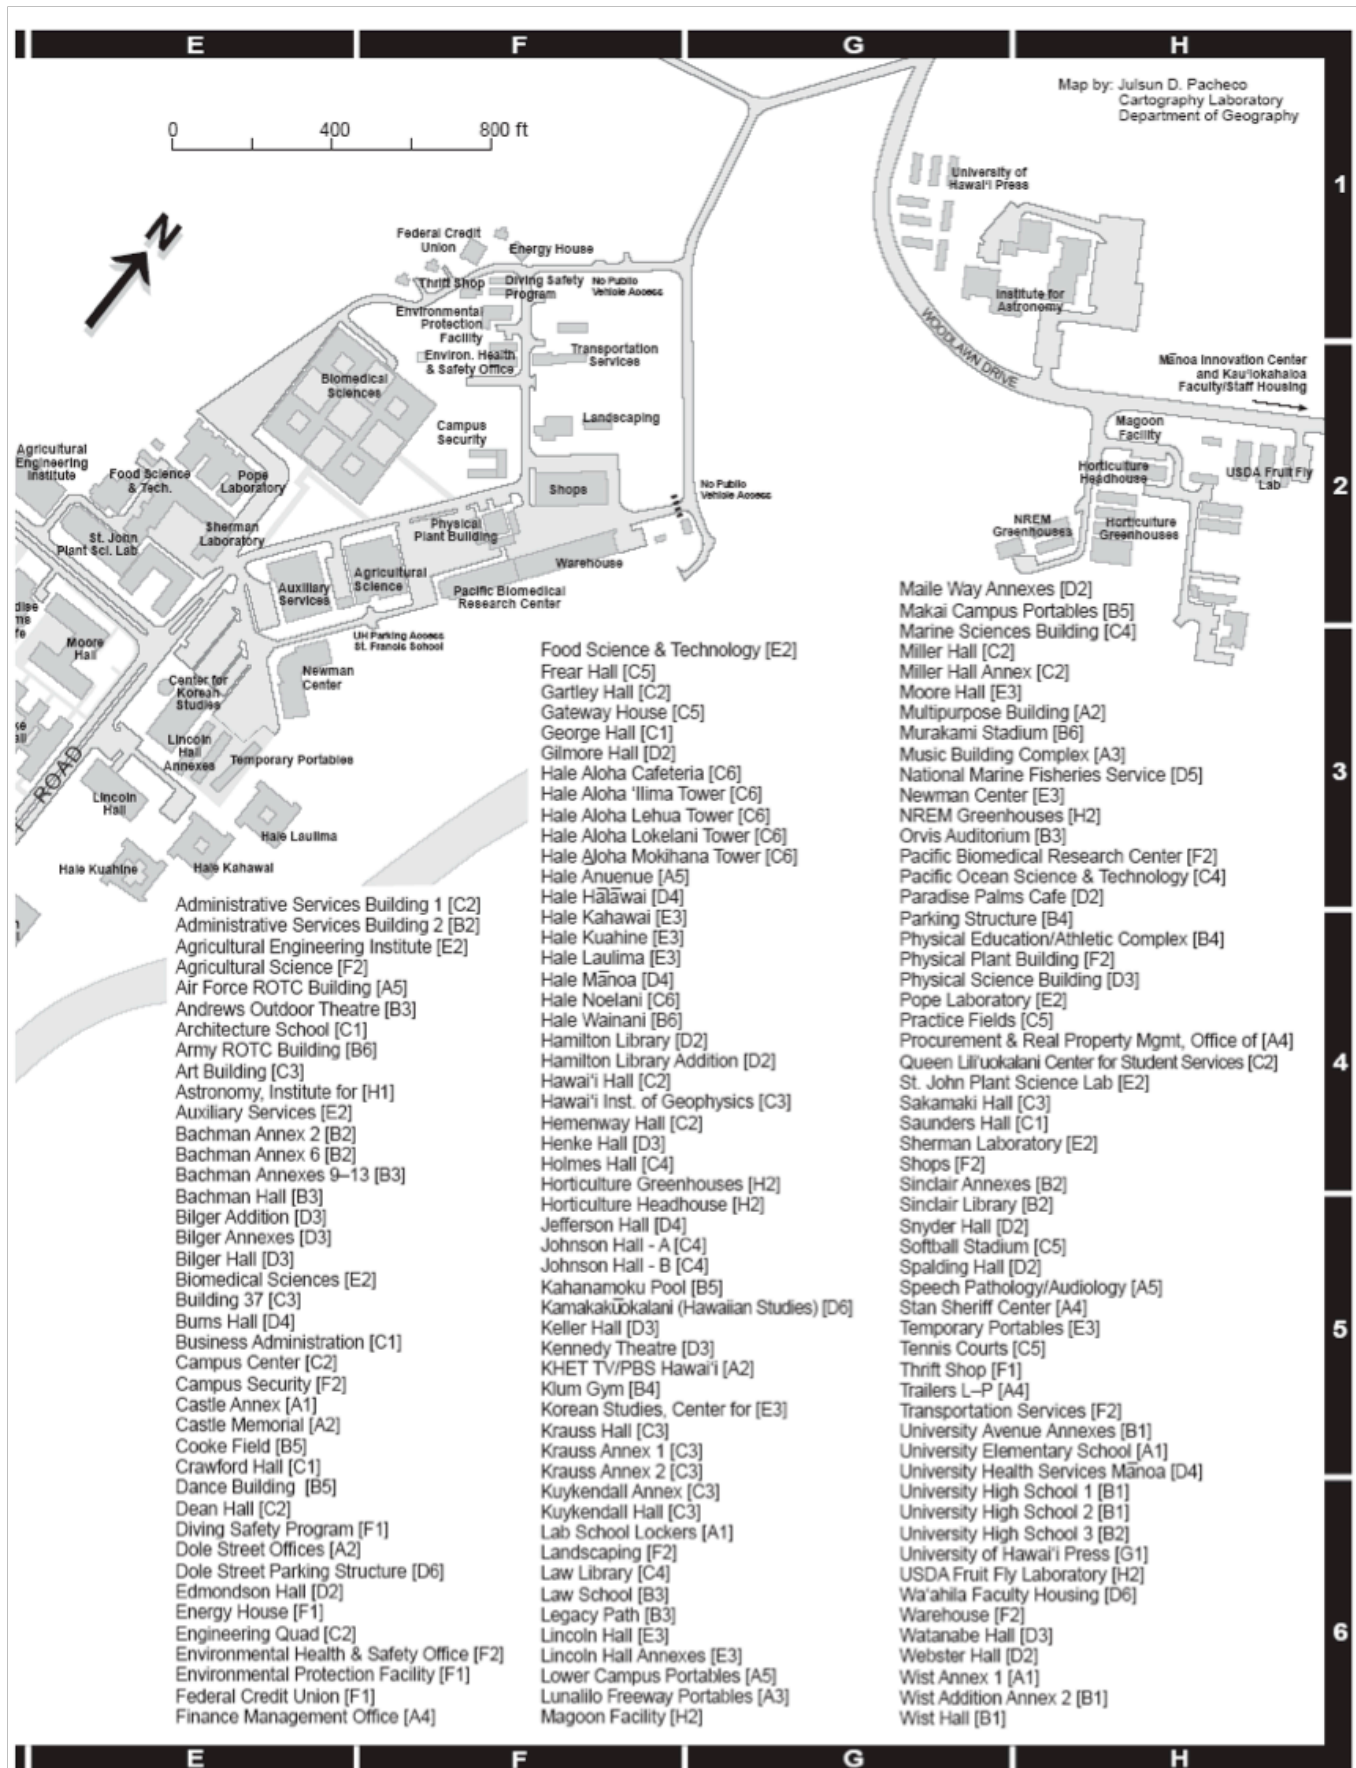 E F G H
Map by: Julsun D. Pacheco
Cartography Laboratory
Department of Geography
0 400 800 ft
N
1
University of
Hawai'i Press
Federal Credit
Union
Energy House
Thrift Shop
Diving Safety
Program
No Public
Vehicle Access
Environmental
Protection
Facility
Institute for
Astronomy
WOODLAWN DRIVE
Environ. Health
& Safety Office
Transportation
Services
Mānoa Innovation Center
and Kau'iokahaloa
Faculty/Staff Housing
Biomedical
Sciences
Landscaping
Campus
Security
Magoon
Facility
Agricultural
Engineering
Institute
Food Science
& Tech.
Pope
Laboratory
Horticulture
Headhouse
USDA Fruit Fly
Lab
2
Shops
No Public
Vehicle Access
Sherman
Laboratory
St. John
Plant Sci. Lab
Physical
Plant Building
NREM
Greenhouses
Horticulture
Greenhouses
Warehouse
Auxiliary
Services
Agricultural
Science
Pacific Biomedical
Research Center
dise
ms
fe
Moore
Hall
UH Parking Access
St. Francis School
Newman
Center
Center for
Korean
Studies
ke
all
Lincoln
Hall
Annexes
Temporary Portables
ROAD
3
Lincoln
Hall
Hale Laulima
Hale Kuahine
Hale Kahawai
Administrative Services Building 1 [C2]
Administrative Services Building 2 [B2]
Agricultural Engineering Institute [E2]
Agricultural Science [F2]
Air Force ROTC Building [A5]
Andrews Outdoor Theatre [B3]
Architecture School [C1]
Army ROTC Building [B6]
Art Building [C3]
Astronomy, Institute for [H1]
Auxiliary Services [E2]
Bachman Annex 2 [B2]
Bachman Annex 6 [B2]
Bachman Annexes 9–13 [B3]
Bachman Hall [B3]
Bilger Addition [D3]
Bilger Annexes [D3]
Bilger Hall [D3]
Biomedical Sciences [E2]
Building 37 [C3]
Burns Hall [D4]
Business Administration [C1]
Campus Center [C2]
Campus Security [F2]
Castle Annex [A1]
Castle Memorial [A2]
Cooke Field [B5]
Crawford Hall [C1]
Dance Building [B5]
Dean Hall [C2]
Diving Safety Program [F1]
Dole Street Offices [A2]
Dole Street Parking Structure [D6]
Edmondson Hall [D2]
Energy House [F1]
Engineering Quad [C2]
Environmental Health & Safety Office [F2]
Environmental Protection Facility [F1]
Federal Credit Union [F1]
Finance Management Office [A4]
Food Science & Technology [E2]
Frear Hall [C5]
Gartley Hall [C2]
Gateway House [C5]
George Hall [C1]
Gilmore Hall [D2]
Hale Aloha Cafeteria [C6]
Hale Aloha 'Ilima Tower [C6]
Hale Aloha Lehua Tower [C6]
Hale Aloha Lokelani Tower [C6]
Hale Aloha Mokihana Tower [C6]
Hale Ānuenue [A5]
Hale Hālāwai [D4]
Hale Kahawai [E3]
Hale Kuahine [E3]
Hale Laulima [E3]
Hale Mānoa [D4]
Hale Noelani [C6]
Hale Wainani [B6]
Hamilton Library [D2]
Hamilton Library Addition [D2]
Hawai'i Hall [C2]
Hawai'i Inst. of Geophysics [C3]
Hemenway Hall [C2]
Henke Hall [D3]
Holmes Hall [C4]
Horticulture Greenhouses [H2]
Horticulture Headhouse [H2]
Jefferson Hall [D4]
Johnson Hall - A [C4]
Johnson Hall - B [C4]
Kahanamoku Pool [B5]
Kamakakūokalani (Hawaiian Studies) [D6]
Keller Hall [D3]
Kennedy Theatre [D3]
KHET TV/PBS Hawai'i [A2]
Klum Gym [B4]
Korean Studies, Center for [E3]
Krauss Hall [C3]
Krauss Annex 1 [C3]
Krauss Annex 2 [C3]
Kuykendall Annex [C3]
Kuykendall Hall [C3]
Lab School Lockers [A1]
Landscaping [F2]
Law Library [C4]
Law School [B3]
Legacy Path [B3]
Lincoln Hall [E3]
Lincoln Hall Annexes [E3]
Lower Campus Portables [A5]
Lunalilo Freeway Portables [A3]
Magoon Facility [H2]
Maile Way Annexes [D2]
Makai Campus Portables [B5]
Marine Sciences Building [C4]
Miller Hall [C2]
Miller Hall Annex [C2]
Moore Hall [E3]
Multipurpose Building [A2]
Murakami Stadium [B6]
Music Building Complex [A3]
National Marine Fisheries Service [D5]
Newman Center [E3]
NREM Greenhouses [H2]
Orvis Auditorium [B3]
Pacific Biomedical Research Center [F2]
Pacific Ocean Science & Technology [C4]
Paradise Palms Cafe [D2]
Parking Structure [B4]
Physical Education/Athletic Complex [B4]
Physical Plant Building [F2]
Physical Science Building [D3]
Pope Laboratory [E2]
Practice Fields [C5]
Procurement & Real Property Mgmt, Office of [A4]
Queen Lili'uokalani Center for Student Services [C2]
St. John Plant Science Lab [E2]
Sakamaki Hall [C3]
Saunders Hall [C1]
Sherman Laboratory [E2]
Shops [F2]
Sinclair Annexes [B2]
Sinclair Library [B2]
Snyder Hall [D2]
Softball Stadium [C5]
Spalding Hall [D2]
Speech Pathology/Audiology [A5]
Stan Sheriff Center [A4]
Temporary Portables [E3]
Tennis Courts [C5]
Thrift Shop [F1]
Trailers L–P [A4]
Transportation Services [F2]
University Avenue Annexes [B1]
University Elementary School [A1]
University Health Services Mānoa [D4]
University High School 1 [B1]
University High School 2 [B1]
University High School 3 [B2]
University of Hawai'i Press [G1]
USDA Fruit Fly Laboratory [H2]
Wa'ahila Faculty Housing [D6]
Warehouse [F2]
Watanabe Hall [D3]
Webster Hall [D2]
Wist Annex 1 [A1]
Wist Addition Annex 2 [B1]
Wist Hall [B1]
4
5
6
E F G H